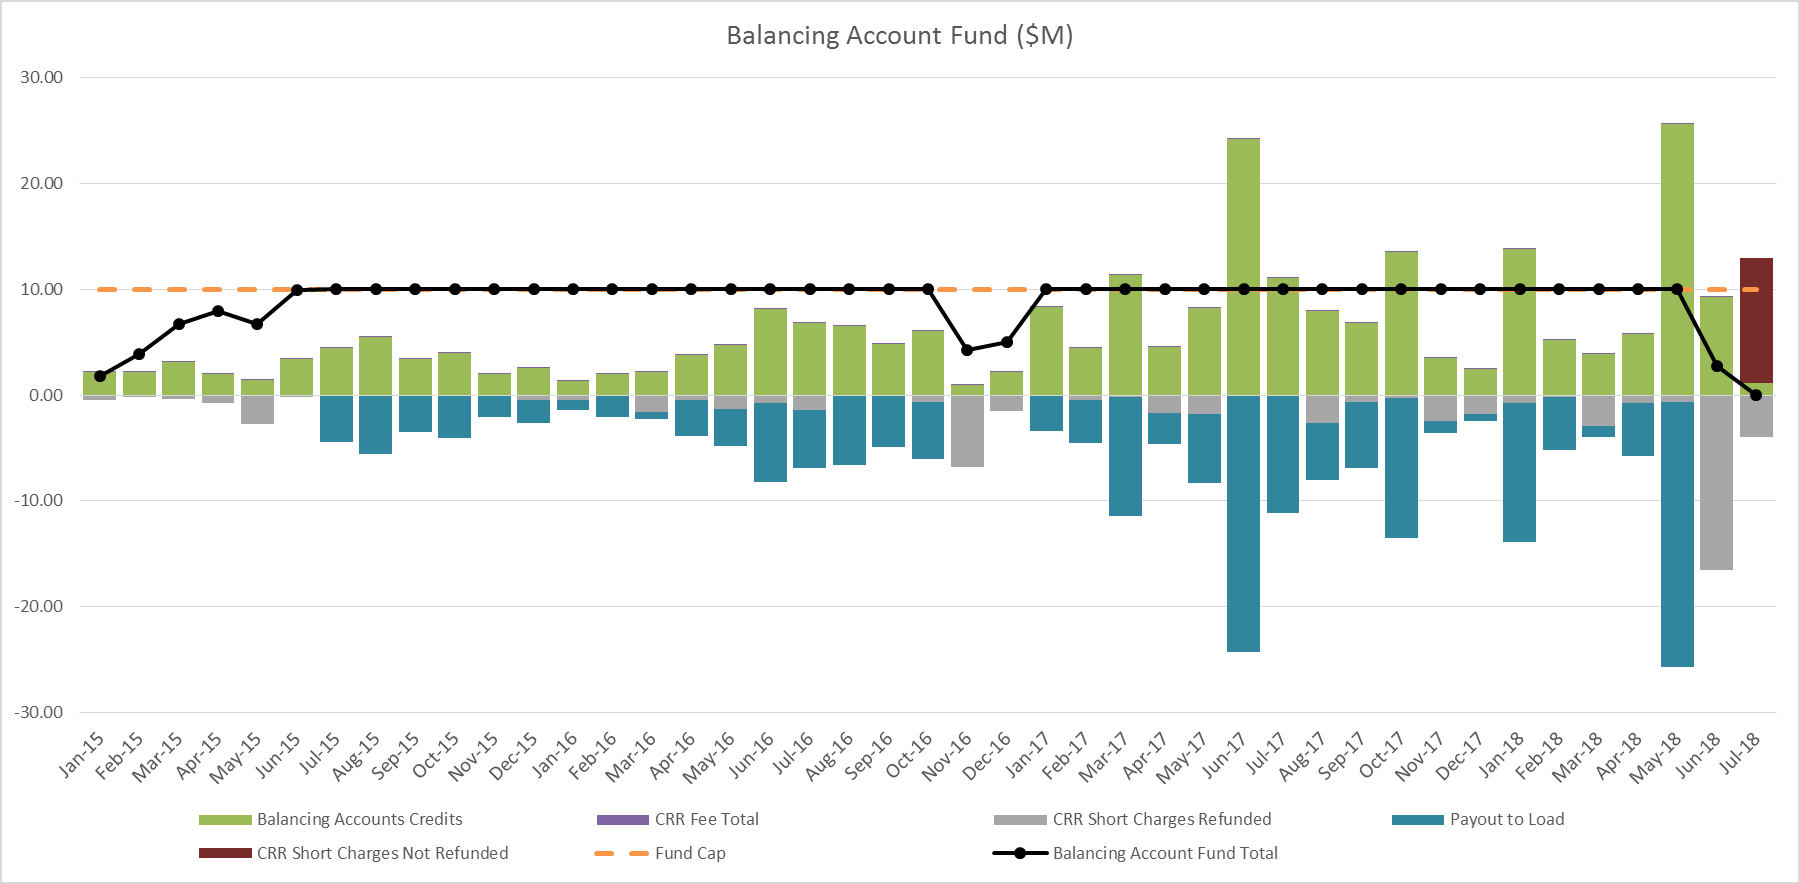 Balancing Account Fund ($M)
30.00
20.00
10.00
0.00
-10.00
-20.00
-30.00
Jan-15 Feb-15 Mar-15 Apr-15 May-15 Jun-15 Jul-15 Aug-15 Sep-15 Oct-15 Nov-15 Dec-15 Jan-16 Feb-16 Mar-16 Apr-16 May-16 Jun-16 Jul-16 Aug-16 Sep-16 Oct-16 Nov-16 Dec-16 Jan-17 Feb-17 Mar-17 Apr-17 May-17 Jun-17 Jul-17 Aug-17 Sep-17 Oct-17 Nov-17 Dec-17 Jan-18 Feb-18 Mar-18 Apr-18 May-18 Jun-18 Jul-18
Balancing Accounts Credits CRR Fee Total CRR Short Charges Refunded Payout to Load
CRR Short Charges Not Refunded Fund Cap Balancing Account Fund Total